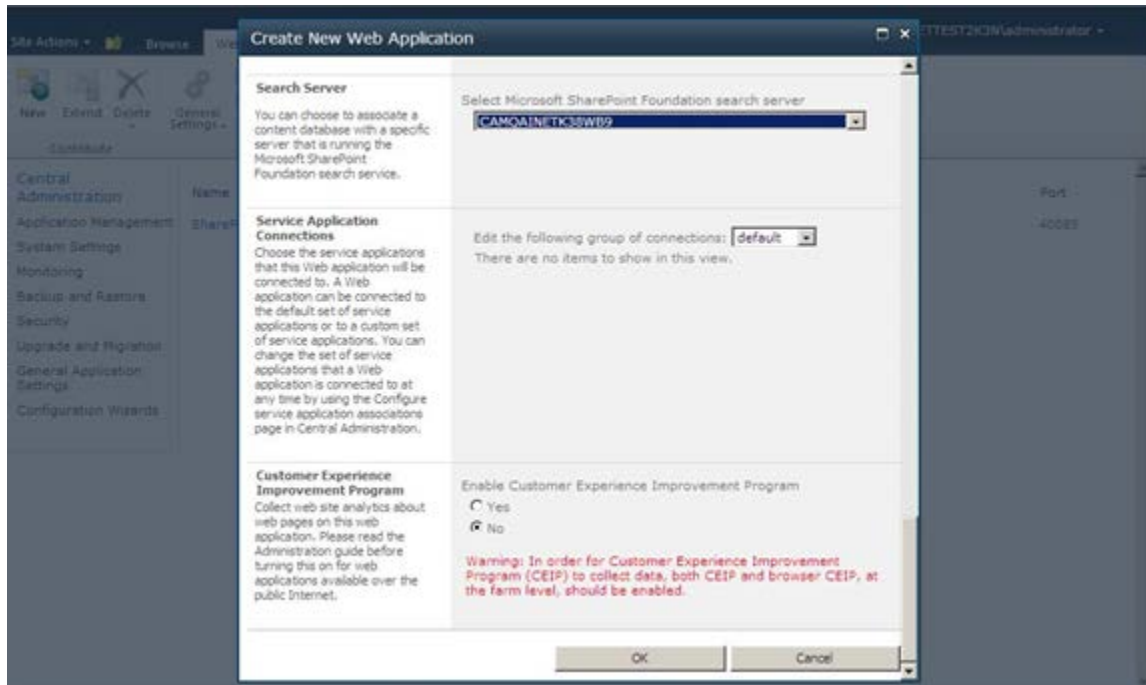 Site Actions
Browse
Create New Web Application
\administrator
New
Extend
Delete
General
Settings
Contribute
Central
Administration
Application Management
System Settings
Monitoring
Backup and Restore
Security
Upgrade and Migration
General Application
Settings
Configuration Wizards
Name
Port
Search Server
You can choose to associate a
content database with a specific
server that is running the
Microsoft SharePoint
Foundation search service.
Select Microsoft SharePoint Foundation search server
CAMQAINETK38WB9
Service Application
Connections
Choose the service applications
that this Web application will be
connected to. A Web
application can be connected to
the default set of service
applications or to a custom set
of service applications. You can
change the set of service
applications that a Web
application is connected to at
any time by using the Configure
service application associations
page in Central Administration.
Edit the following group of connections: default
There are no items to show in this view.
Customer Experience
Improvement Program
Collect web site analytics about
web pages on this web
application. Please read the
Administration guide before
turning this on for web
applications available over the
public Internet.
Enable Customer Experience Improvement Program
Yes
No
Warning: In order for Customer Experience Improvement
Program (CEIP) to collect data, both CEIP and browser CEIP, at
the farm level, should be enabled.
OK
Cancel